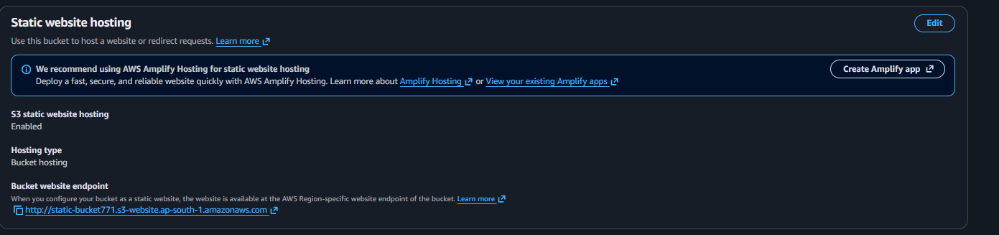 Static website hosting
Edit
Use this bucket to host a website or redirect requests. Learn more
We recommend using AWS Amplify Hosting for static website hosting
Create Amplify app
Deploy a fast, secure, and reliable website quickly with AWS Amplify Hosting. Learn more about Amplify Hosting or View your existing Amplify apps
S3 static website hosting
Enabled
Hosting type
Bucket hosting
Bucket website endpoint
When you configure your bucket as a static website, the website is available at the AWS Region-specific website endpoint of the bucket. Learn more
http://static-bucket771.s3-website.ap-south-1.amazonaws.com